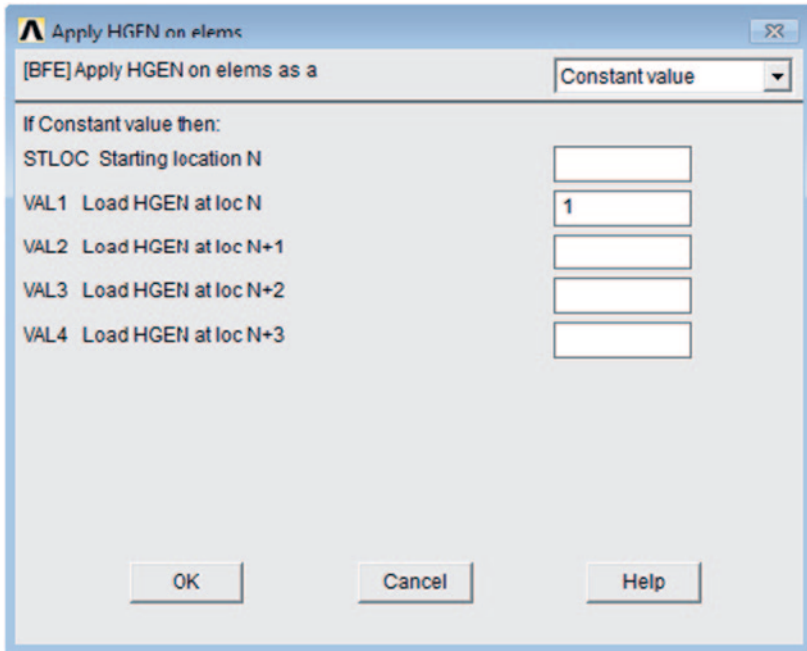 Apply HGEN on elems
[BFE] Apply HGEN on elems as a Constant value
If Constant value then:
STLOC Starting location N
VAL1 Load HGEN at loc N 1
VAL2 Load HGEN at loc N+1
VAL3 Load HGEN at loc N+2
VAL4 Load HGEN at loc N+3
OK Cancel Help